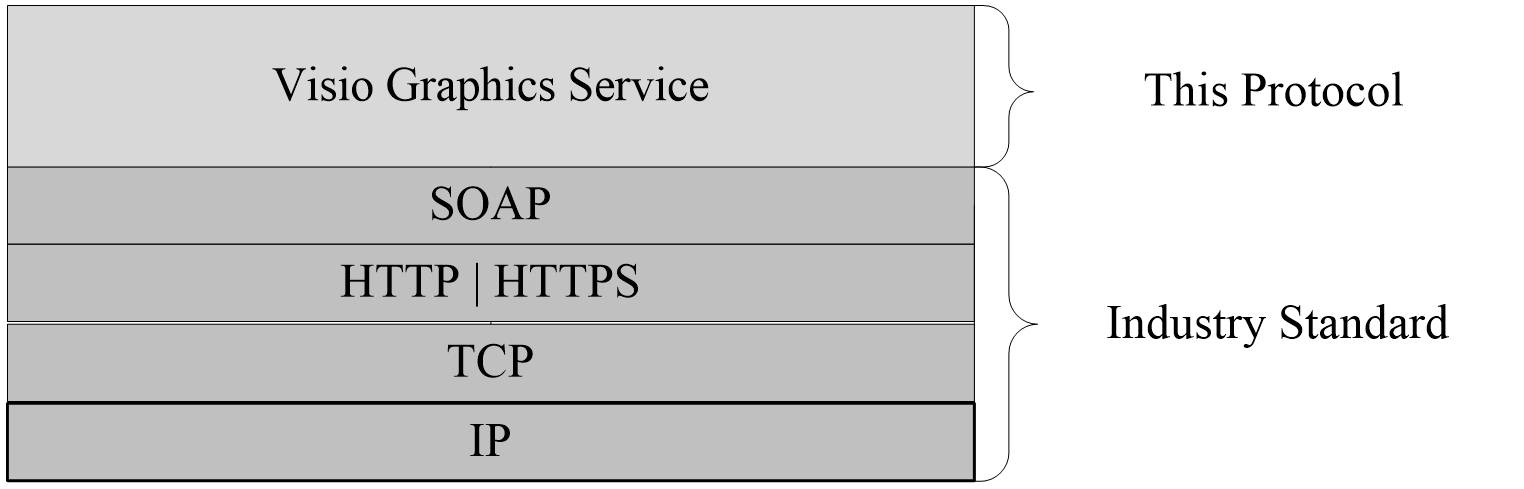 Visio Graphics Service
This Protocol
SOAP
HTTP | HTTPS
Industry Standard
TCP
IP